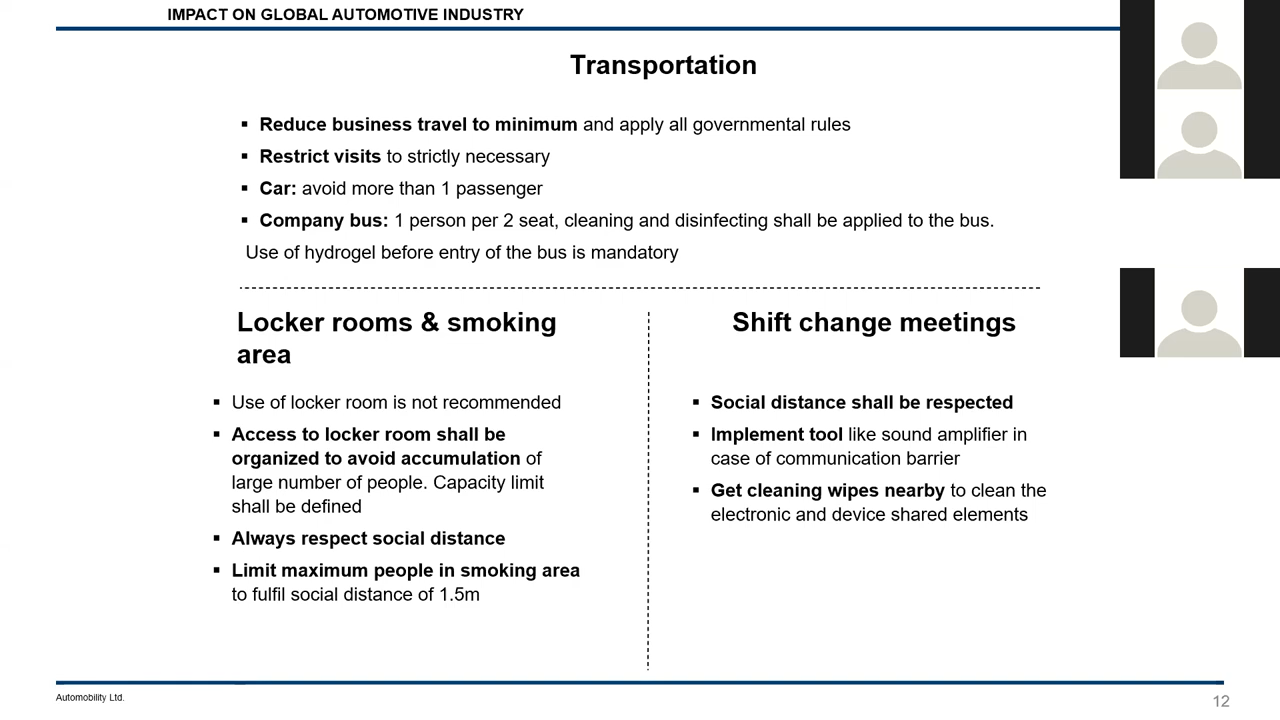 IMPACT ON GLOBAL AUTOMOTIVE INDUSTRY
Transportation
▪ Reduce business travel to minimum and apply all governmental rules
▪ Restrict visits to strictly necessary
▪ Car: avoid more than 1 passenger
▪ Company bus: 1 person per 2 seat, cleaning and disinfecting shall be applied to the bus.
Use of hydrogel before entry of the bus is mandatory
Locker rooms & smoking
area
▪ Use of locker room is not recommended
▪ Access to locker room shall be
organized to avoid accumulation of
large number of people. Capacity limit
shall be defined
▪ Always respect social distance
▪ Limit maximum people in smoking area
to fulfil social distance of 1.5m
Shift change meetings
▪ Social distance shall be respected
▪ Implement tool like sound amplifier in
case of communication barrier
▪ Get cleaning wipes nearby to clean the
electronic and device shared elements
Automobility Ltd.
12